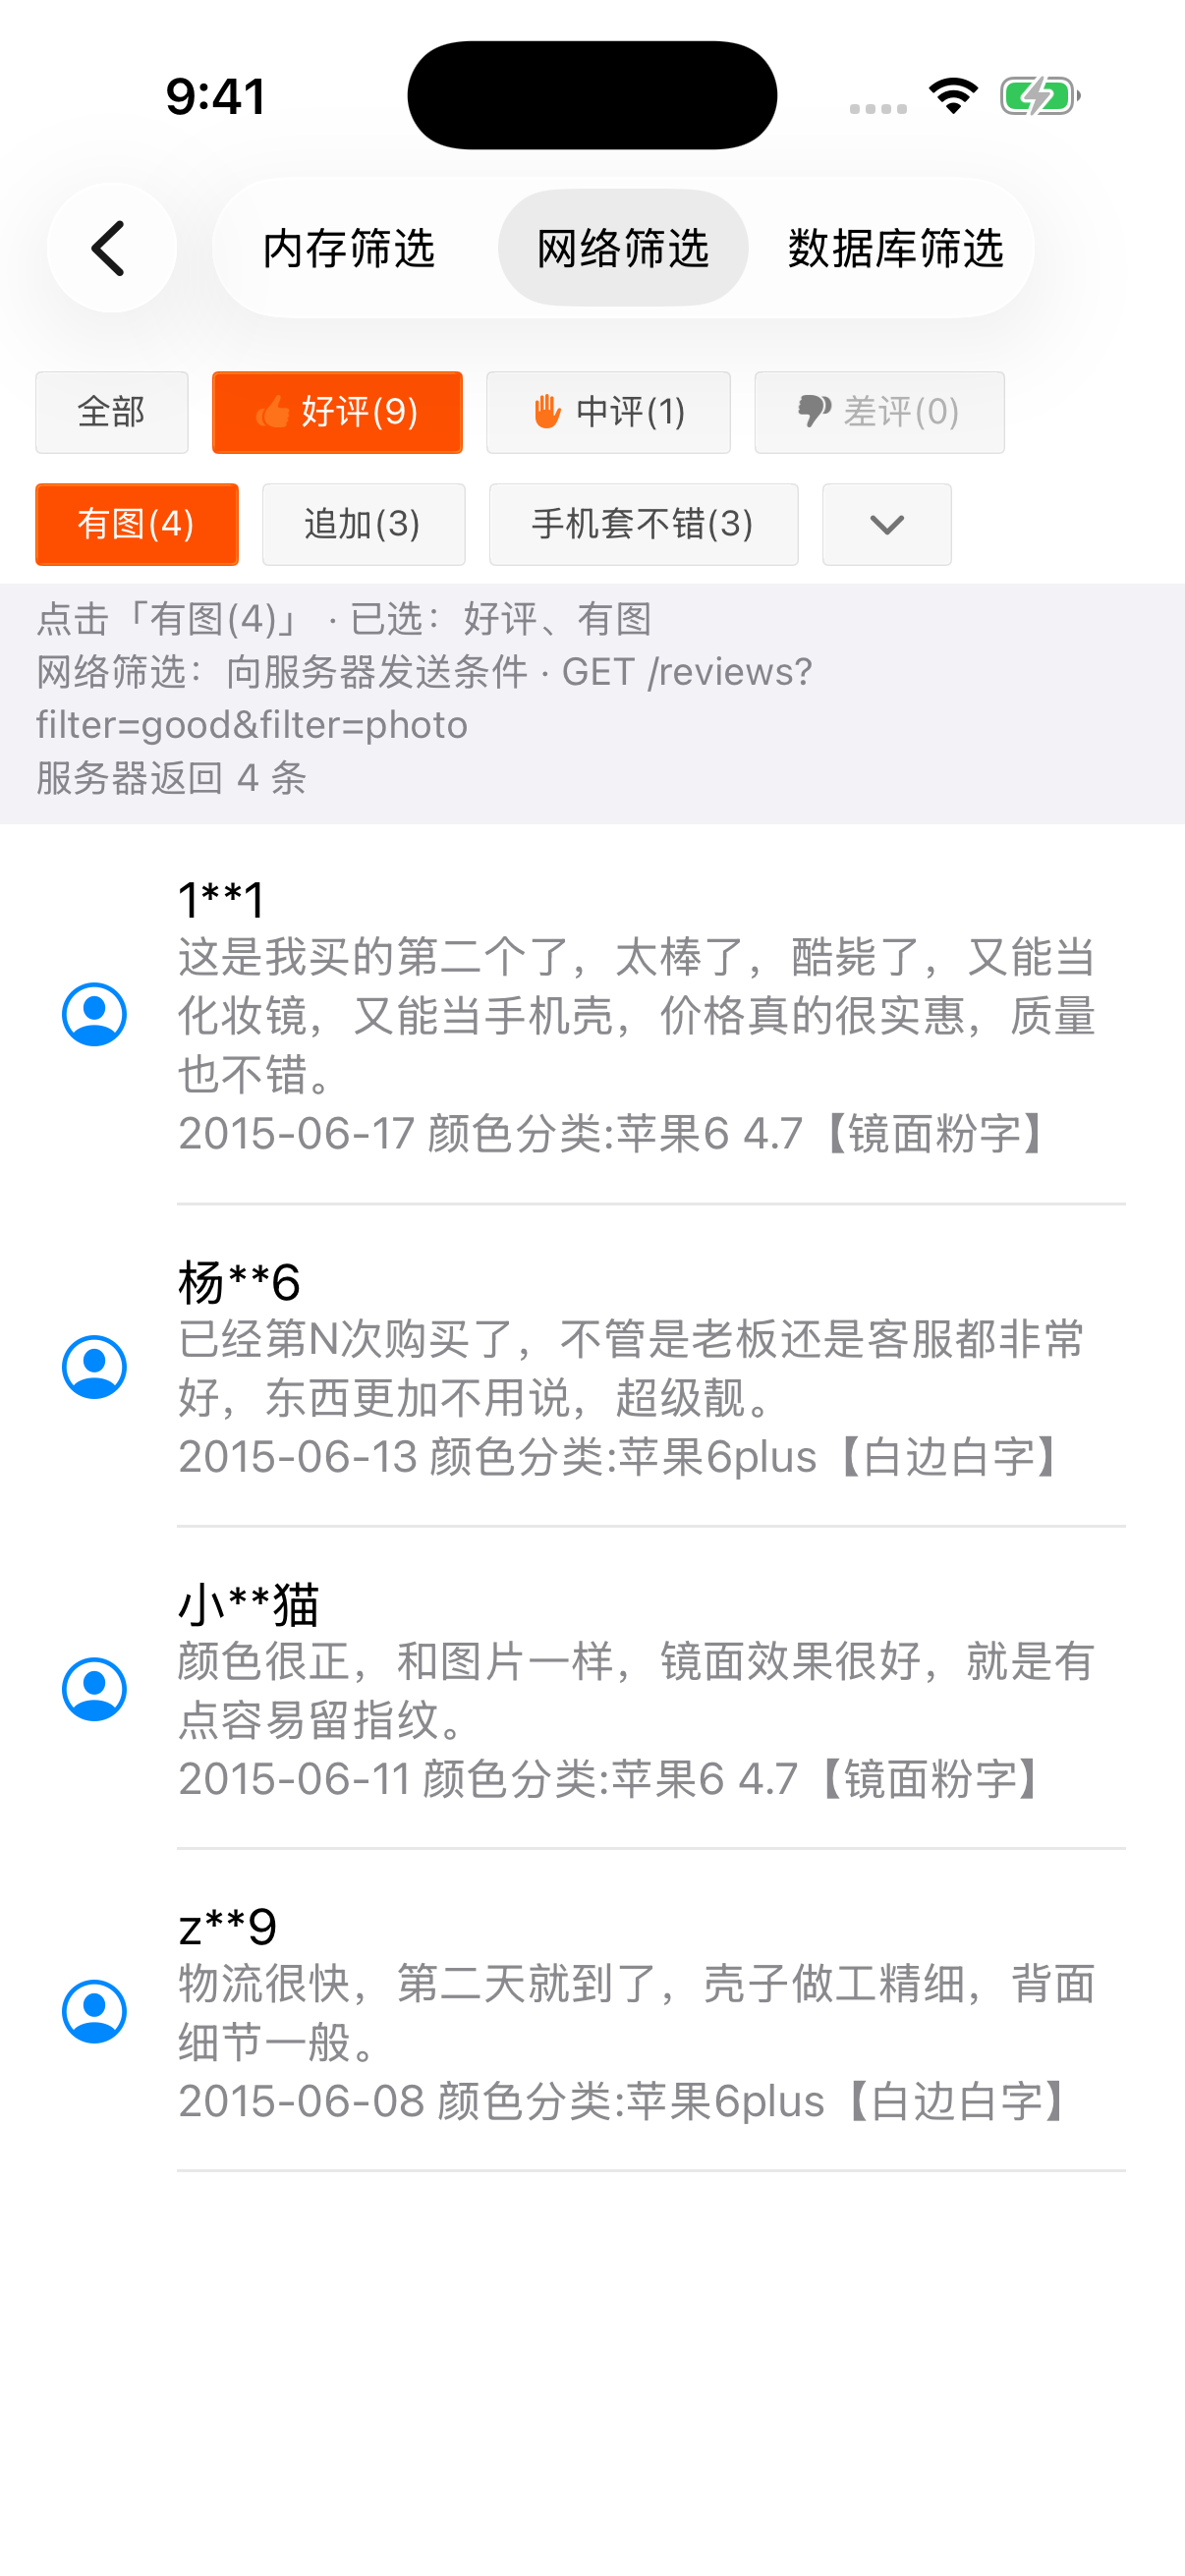 9:41
内存筛选 网络筛选 数据库筛选
全部 好评(9) 中评(1) 差评(0)
有图(4) 追加(3) 手机套不错(3)
点击「有图(4)」 · 已选：好评、有图
网络筛选：向服务器发送条件 · GET /reviews?
filter=good&filter=photo
服务器返回 4 条
1**1
这是我买的第二个了，太棒了，酷毙了，又能当
化妆镜，又能当手机壳，价格真的很实惠，质量
也不错。
2015-06-17 颜色分类:苹果6 4.7【镜面粉字】
杨**6
已经第N次购买了，不管是老板还是客服都非常
好，东西更加不用说，超级靓。
2015-06-13 颜色分类:苹果6plus【白边白字】
小**猫
颜色很正，和图片一样，镜面效果很好，就是有
点容易留指纹。
2015-06-11 颜色分类:苹果6 4.7【镜面粉字】
z**9
物流很快，第二天就到了，壳子做工精细，背面
细节一般。
2015-06-08 颜色分类:苹果6plus【白边白字】